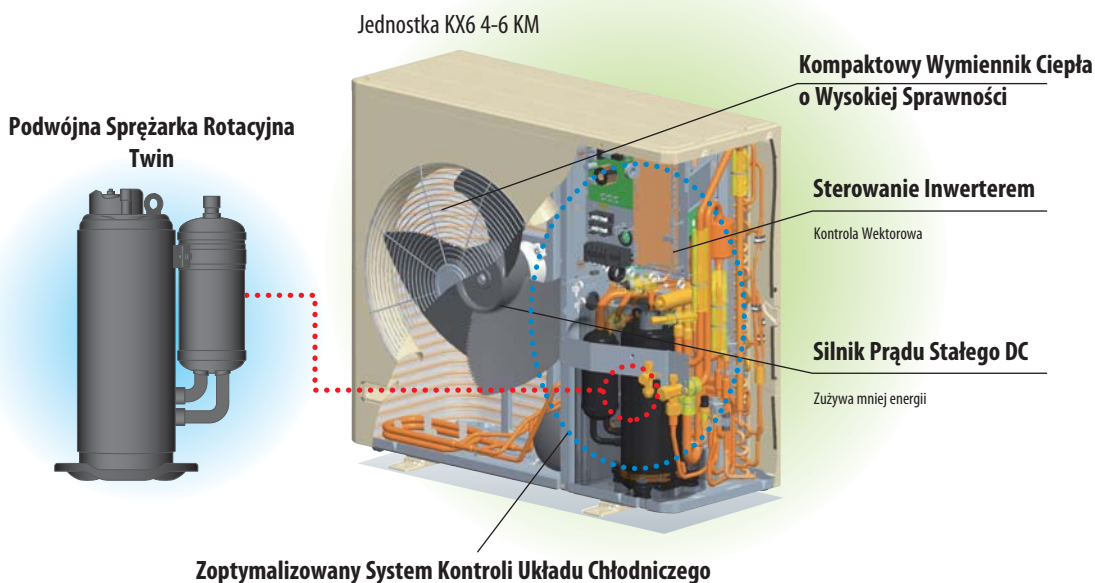 Jednostka KX6 4-6 KM
Kompaktowy Wymiennik Ciepła
o Wysokiej Sprawności
Podwójna Sprężarka Rotacyjna
Twin
Sterowanie Inwerterem
Kontrola Wektorowa
Silnik Prądu Stałego DC
Zużywa mniej energii
Zoptymalizowany System Kontroli Układu Chłodniczego